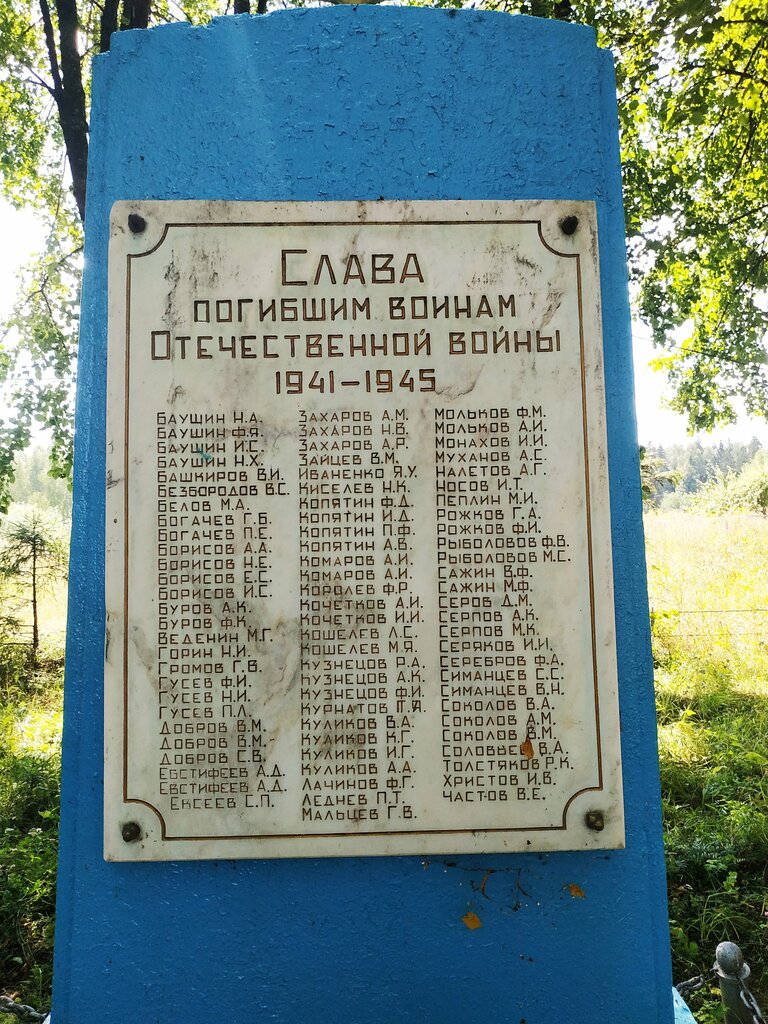 Слава
погибшим воинам
Отечественной войны
1941-1945
Баушин Н.А.
Баушин Ф.Я.
Баушин И.С.
Баушин Н.Х.
Башкиров В.И.
Безбородов В.С.
Белов М.А.
Богачев Г.Б.
Богачев П.Е.
Борисов А.А.
Борисов Н.Е.
Борисов Е.С.
Борисов И.С.
Буров А.К.
Буров Ф.К.
Веденин М.Г.
Горин Н.И.
Громов Г.В.
Гусев Ф.И.
Гусев Н.И.
Гусев П.Л.
Добров В.М.
Добров В.М.
Добров С.В.
Евстифеев А.Д.
Евстифеев А.Д.
Ексеев С.П.
Захаров А.М.
Захаров Н.В.
Захаров А.Р.
Зайцев В.М.
Иваненко Я.У.
Киселев Н.К.
Копятин Ф.Д.
Копятин И.Д.
Копятин П.Ф.
Копятин А.В.
Комаров А.И.
Комаров А.И.
Королев Ф.Р.
Кочетков А.И.
Кочетков И.И.
Кошелев Л.С.
Кошелев М.Я.
Кузнецов Р.А.
Кузнецов А.К.
Кузнецов Ф.И.
Курнатов
Куликов В.А.
Куликов К.Г.
Куликов И.Г.
Куликов А.А.
Лачинов Ф.Г.
Леднев П.Т.
Мальцев Г.В.
Мольков Ф.М.
Мольков А.И.
Монахов И.И.
Муханов А.С.
Налетов А.Г.
Носов И.Т.
Пеплин М.И.
Рожков Г.А.
Рожков Ф.И.
Рыболовов Ф.В.
Рыболовов М.С.
Сажин В.Ф.
Сажин М.Ф.
Серов Д.М.
Серпов А.К.
Серпов М.К.
Серяков И.И.
Серебров Ф.А.
Симанцев С.С.
Симанцев В.Н.
Соколов В.А.
Соколов А.М.
Соколов В.М.
Соловьев В.А.
Толстяков Р.К.
Христов И.В.
Частов В.Е.